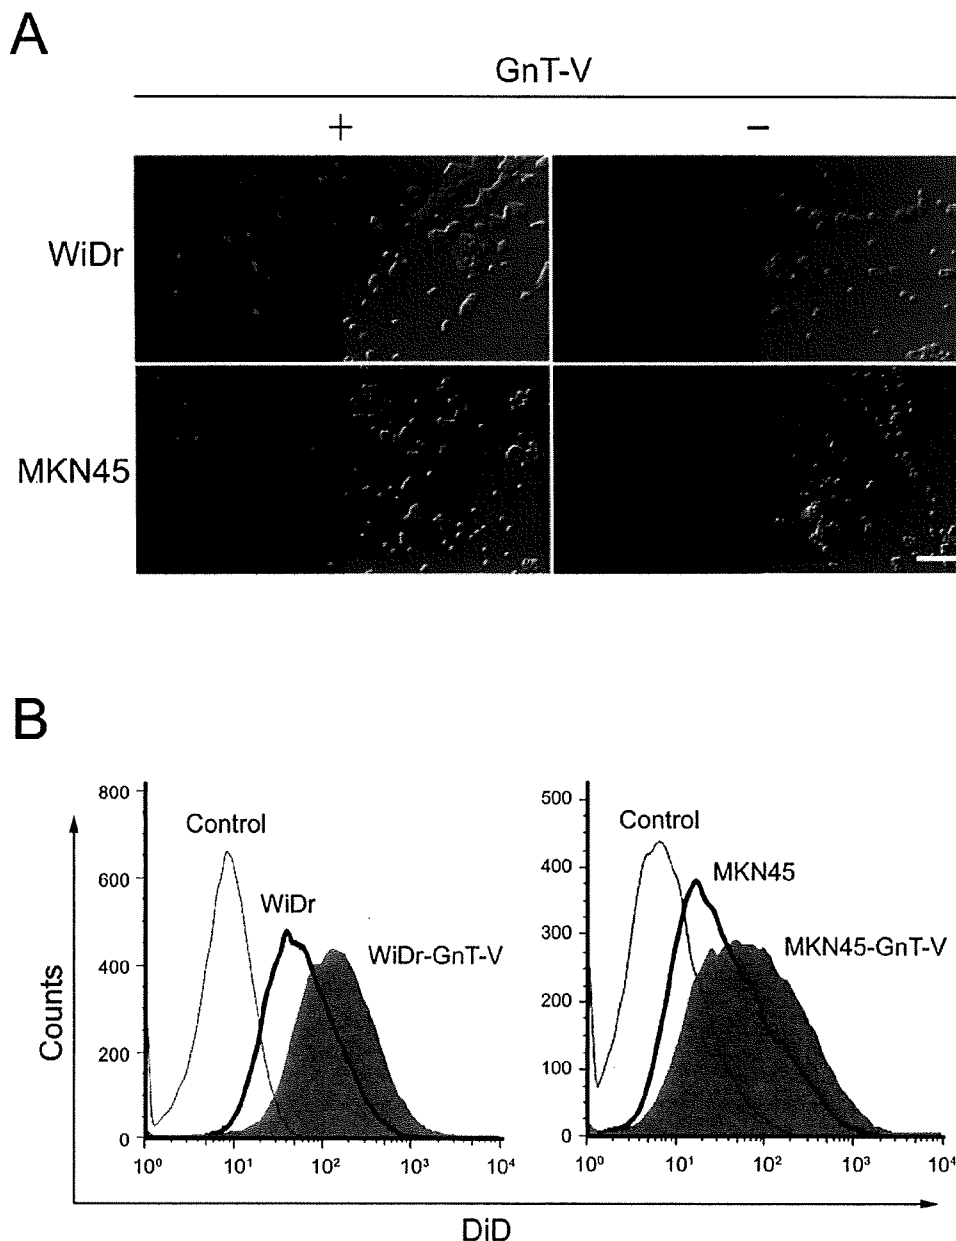 A
GnT-V
+ −
WiDr
MKN45
B
800
600
400
200
0
Counts
Control
WiDr
WiDr-GnT-V
10⁰ 10¹ 10² 10³ 10⁴
500
400
300
200
100
0
Control
MKN45
MKN45-GnT-V
10⁰ 10¹ 10² 10³ 10⁴
DiD